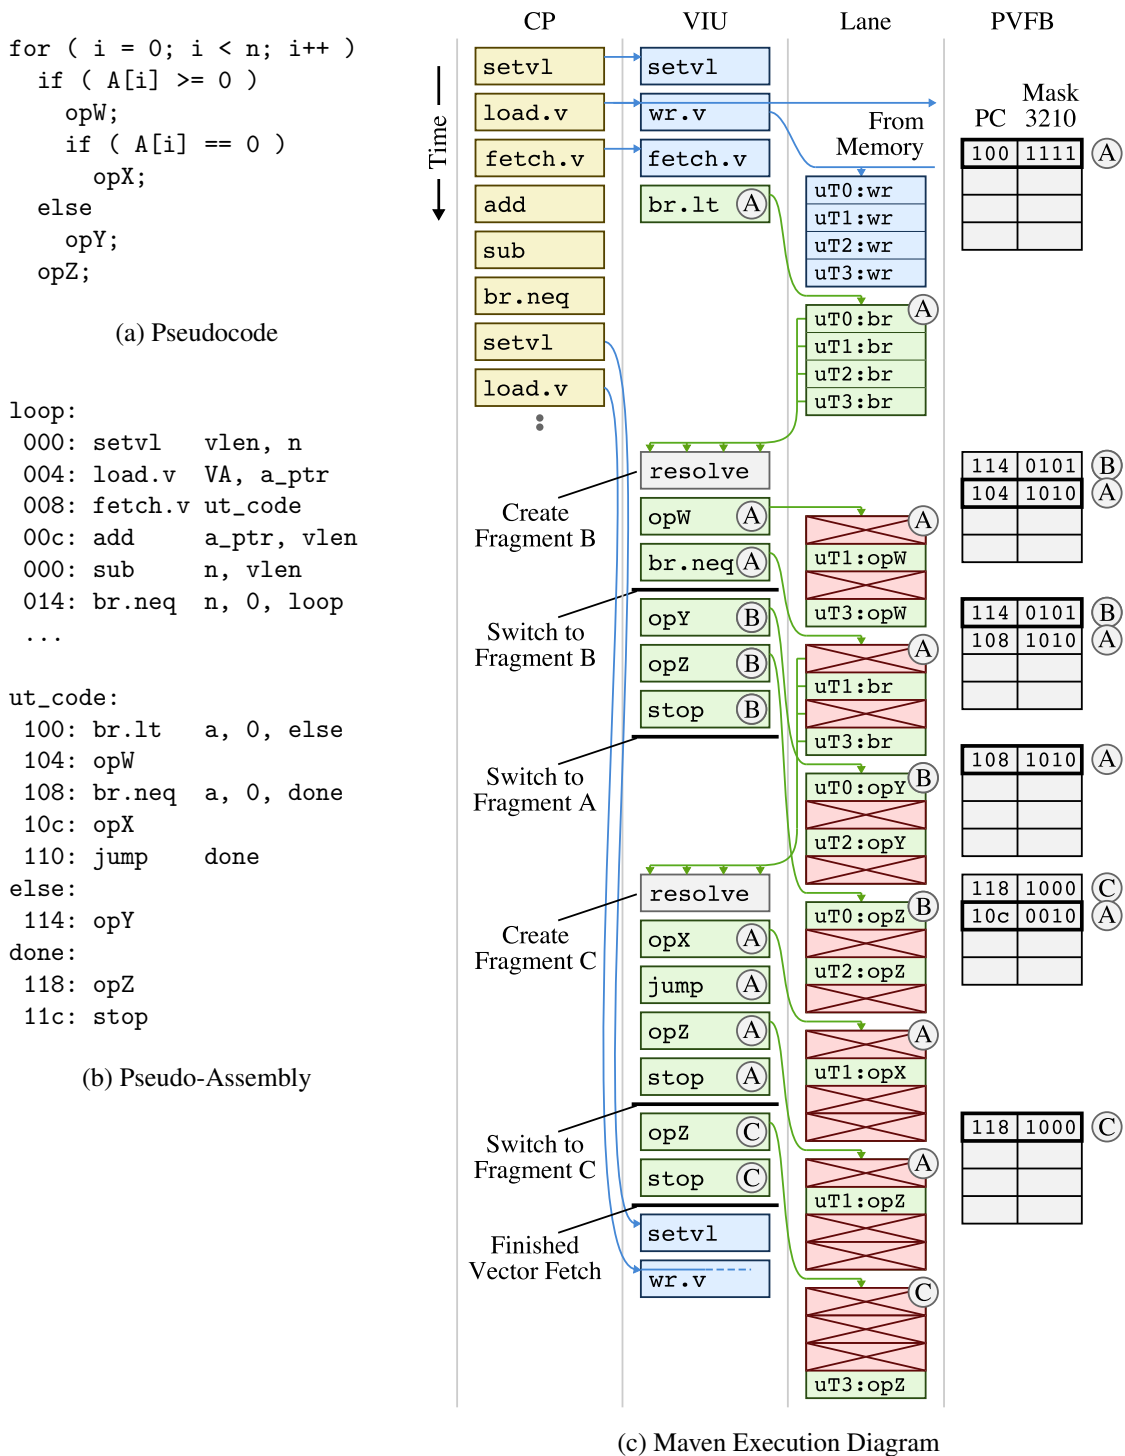 for ( i = 0; i < n; i++ )
if ( A[i] >= 0 )
opW;
if ( A[i] == 0 )
opX;
else
opY;
opZ;
(a) Pseudocode
loop:
000: setvl vlen, n
004: load.v VA, a_ptr
008: fetch.v ut_code
00c: add a_ptr, vlen
000: sub n, vlen
014: br.neq n, 0, loop
...
ut_code:
100: br.lt a, 0, else
104: opW
108: br.neq a, 0, done
10c: opX
110: jump done
else:
114: opY
done:
118: opZ
11c: stop
(b) Pseudo-Assembly
Time
CP
setvl
load.v
fetch.v
add
sub
br.neq
setvl
load.v
Create
Fragment B
Switch to
Fragment B
Switch to
Fragment A
Create
Fragment C
Switch to
Fragment C
Finished
Vector Fetch
VIU
setvl
wr.v
fetch.v
br.lt A
resolve
opW A
br.neq A
opY B
opZ B
stop B
resolve
opX A
jump A
opZ A
stop A
opZ C
stop C
setvl
wr.v
Lane
From
Memory
uT0:wr
uT1:wr
uT2:wr
uT3:wr
A
uT0:br
uT1:br
uT2:br
uT3:br
A
uT1:opW
uT3:opW
A
uT1:br
uT3:br
B
uT0:opY
uT2:opY
B
uT0:opZ
uT2:opZ
A
uT1:opX
A
uT1:opZ
C
uT3:opZ
PVFB
Mask
PC 3210
100 1111 A
114 0101 B
104 1010 A
114 0101 B
108 1010 A
108 1010 A
118 1000 C
10c 0010 A
118 1000 C
(c) Maven Execution Diagram